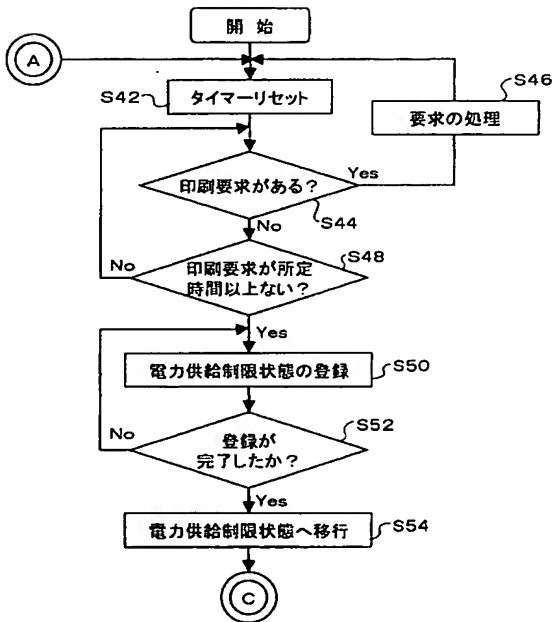 開始
A
S42
タイマーリセット
S46
要求の処理
印刷要求がある?
Yes
S44
No
印刷要求が所定
時間以上ない?
S48
No
Yes
電力供給制限状態の登録
S50
登録が
完了したか?
S52
No
Yes
電力供給制限状態へ移行
S54
C